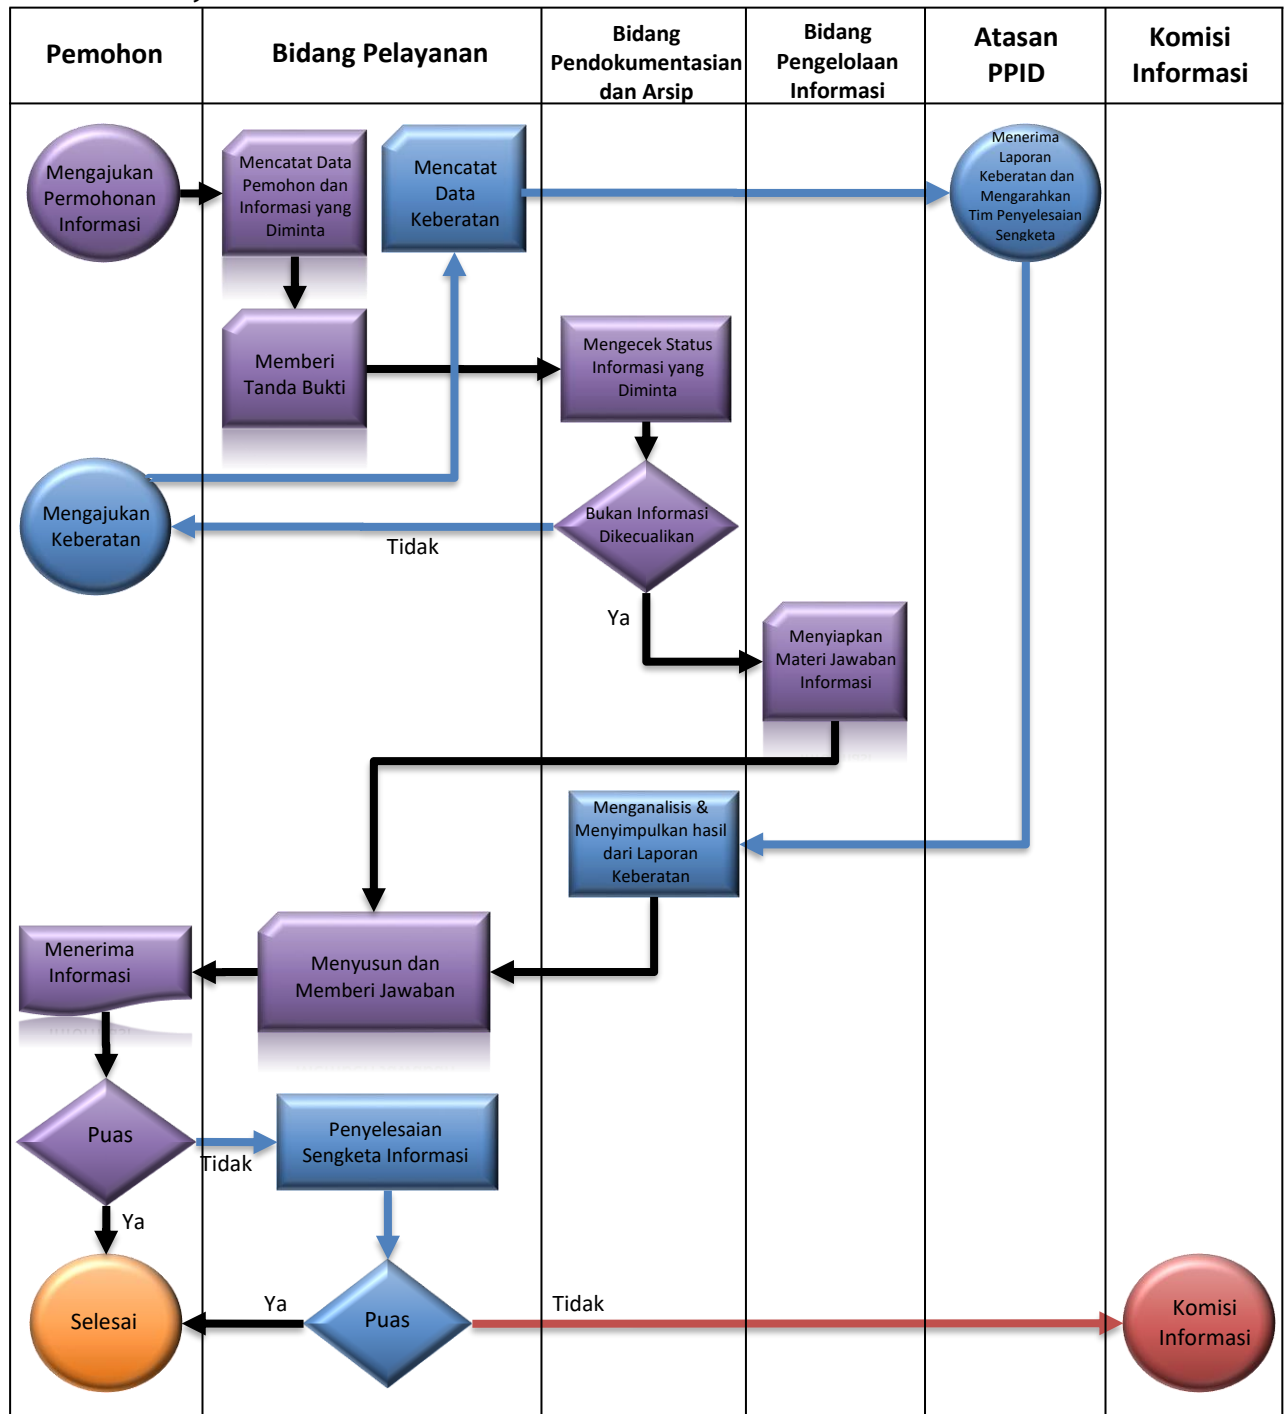 Pemohon
Bidang Pelayanan
Bidang
Pendokumentasian
dan Arsip
Bidang
Pengelolaan
Informasi
Atasan
PPID
Komisi
Informasi
Mengajukan
Permohonan
Informasi
Mencatat Data
Pemohon dan
Informasi yang
Diminta
Mencatat
Data
Keberatan
Menerima
Laporan
Keberatan dan
Mengarahkan
Tim Penyelesaian
Sengketa
Memberi
Tanda Bukti
Mengecek Status
Informasi yang
Diminta
Mengajukan
Keberatan
Bukan Informasi
Dikecualikan
Tidak
Ya
Menyiapkan
Materi Jawaban
Informasi
Menganalisis &
Menyimpulkan hasil
dari Laporan
Keberatan
Menerima
Informasi
Menyusun dan
Memberi Jawaban
Puas
Tidak
Penyelesaian
Sengketa Informasi
Ya
Selesai
Ya
Puas
Tidak
Komisi
Informasi